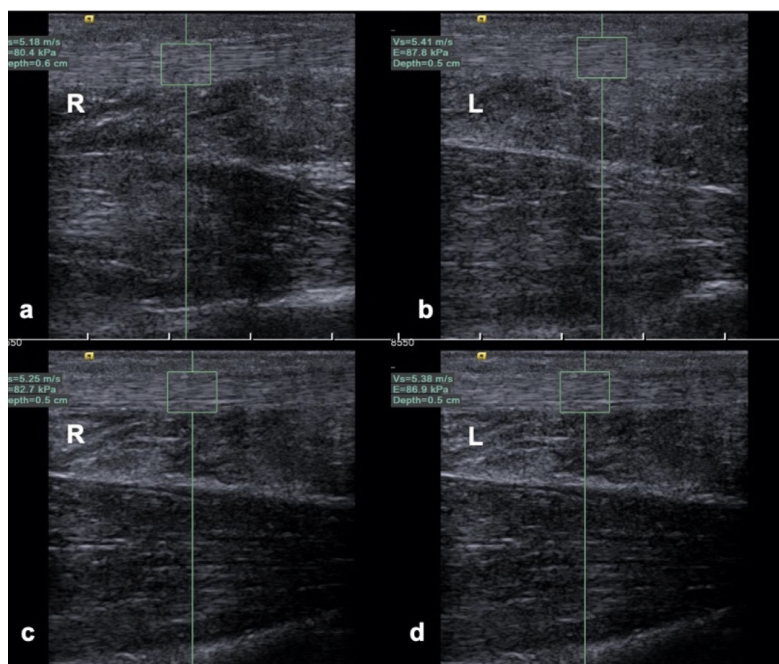 s=5.18 m/s
=80.4 kPa
epth=0.6 cm
R
a
Vs=5.41 m/s
E=87.8 kPa
Depth=0.5 cm
L
b
8550
s=5.25 m/s
=82.7 kPa
epth=0.5 cm
R
c
Vs=5.38 m/s
E=86.9 kPa
Depth=0.5 cm
L
d